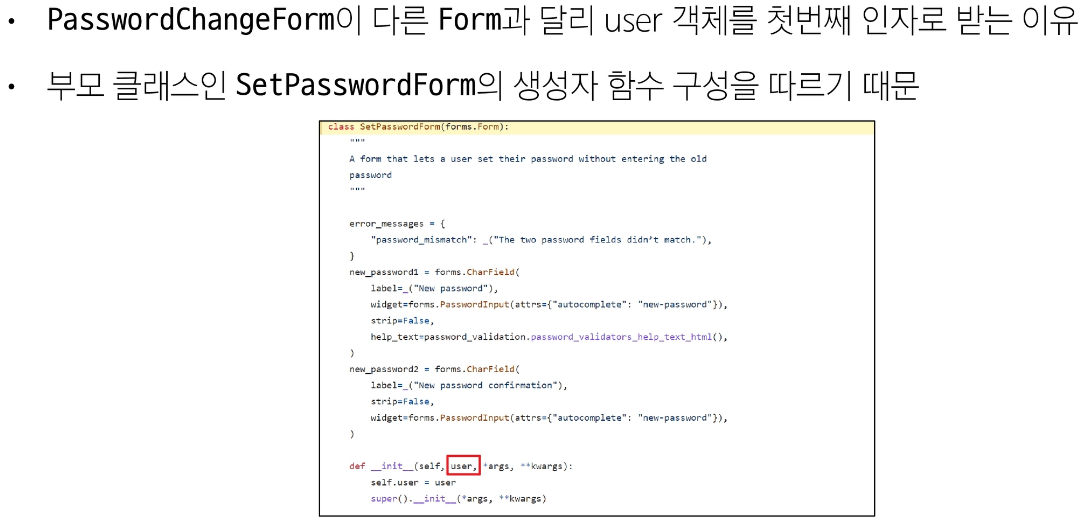 • PasswordChangeForm이 다른 Form과 달리 user 객체를 첫번째 인자로 받는 이유
• 부모 클래스인 SetPasswordForm의 생성자 함수 구성을 따르기 때문
class SetPasswordForm(forms.Form):
"""
A form that lets a user set their password without entering the old
password
"""
error_messages = {
"password_mismatch": _("The two password fields didn’t match."),
}
new_password1 = forms.CharField(
label=_("New password"),
widget=forms.PasswordInput(attrs={"autocomplete": "new-password"}),
strip=False,
help_text=password_validation.password_validators_help_text_html(),
)
new_password2 = forms.CharField(
label=_("New password confirmation"),
strip=False,
widget=forms.PasswordInput(attrs={"autocomplete": "new-password"}),
)
def __init__(self, user, *args, **kwargs):
self.user = user
super().__init__(*args, **kwargs)